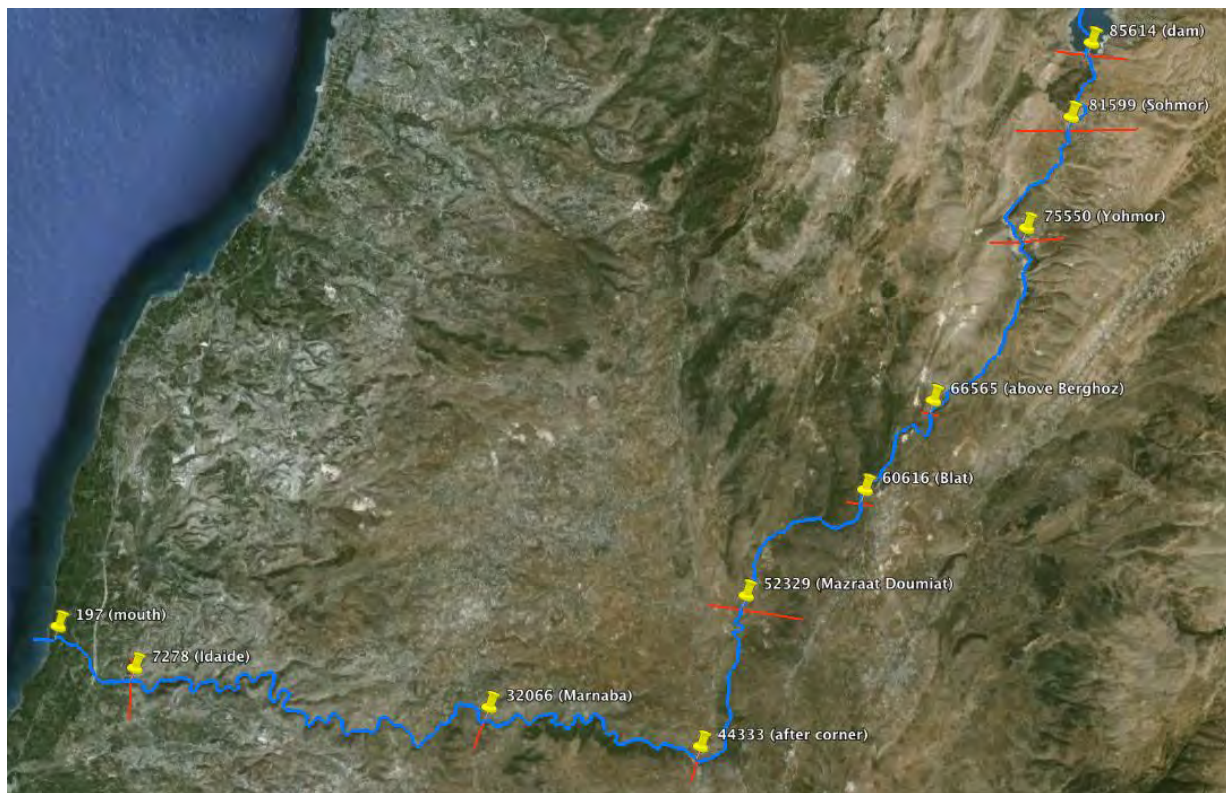 85614 (dam)
81599 (Sohmor)
75550 (Yohmor)
66565 (above Berghoz)
60616 (Blat)
52329 (Mazraat Doumiat)
197 (mouth)
7278 (Idaide)
32066 (Marnaba)
44333 (after corner)